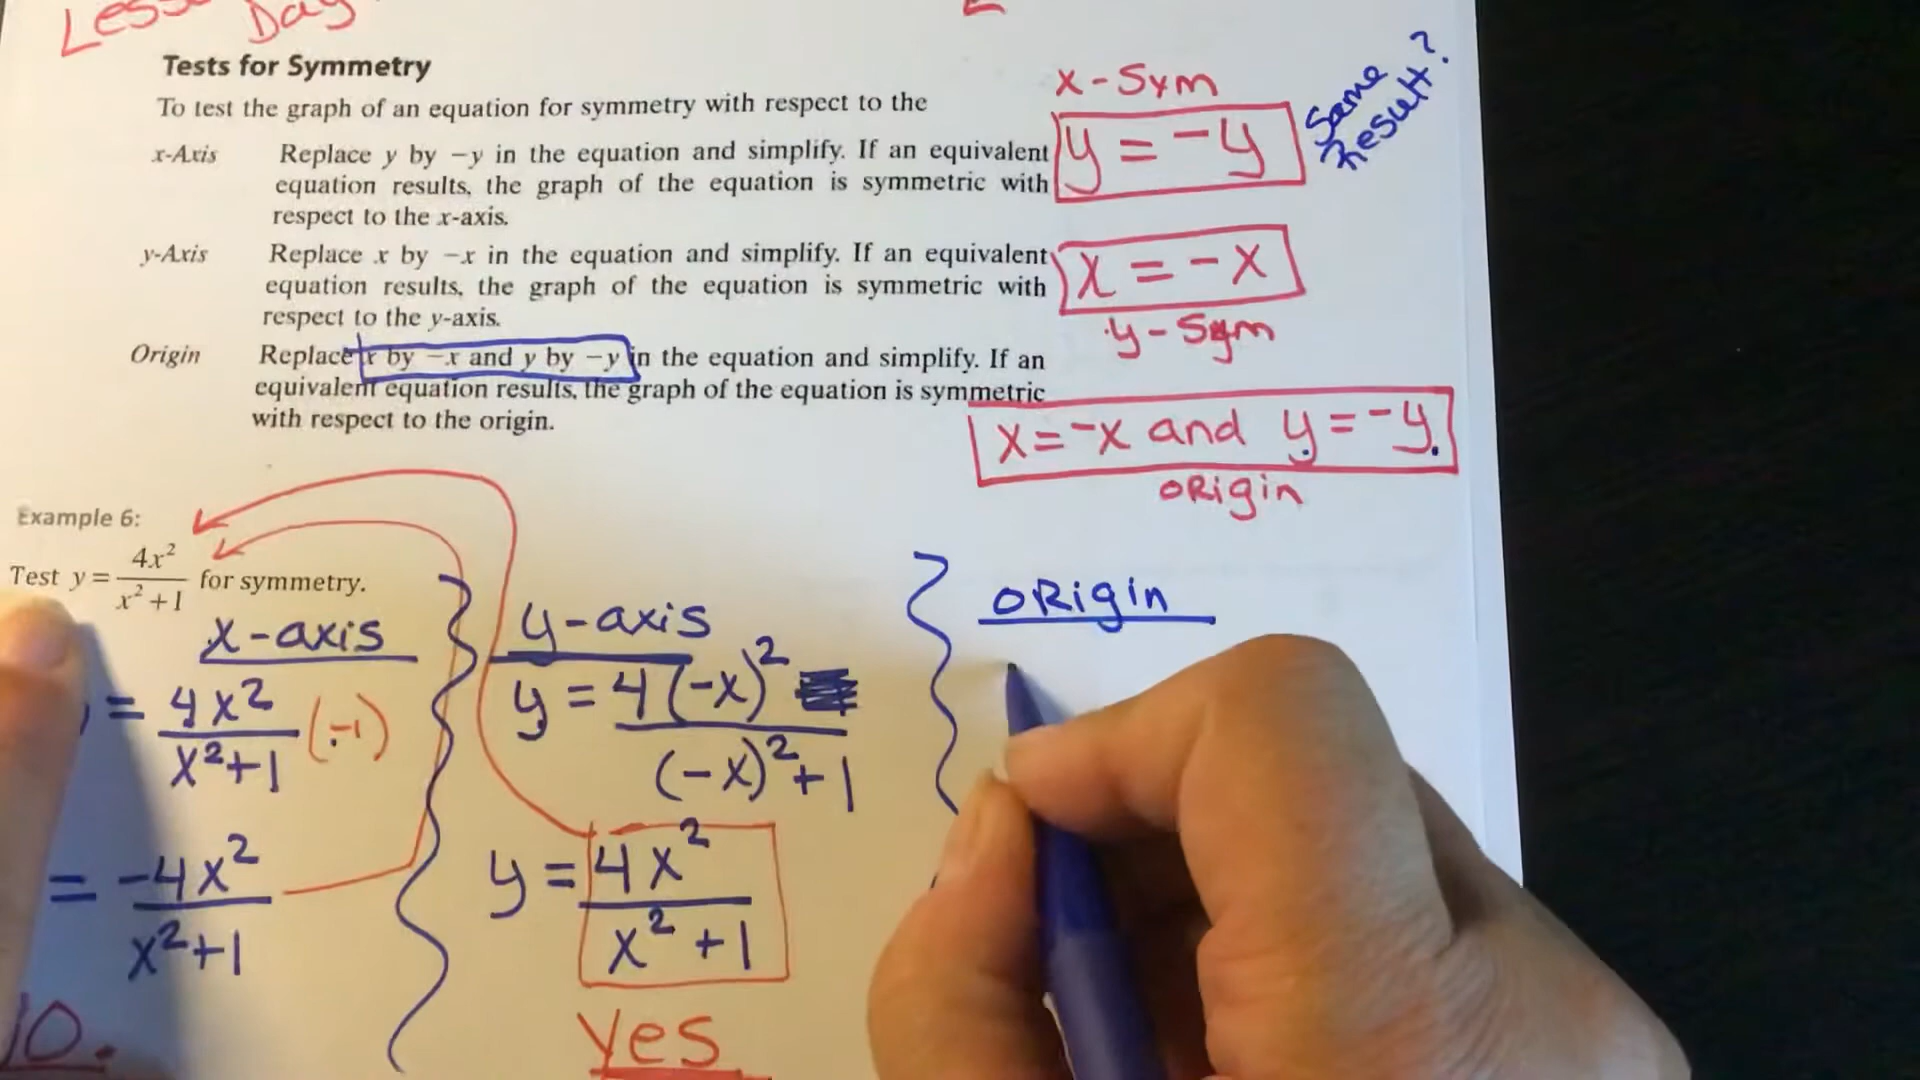 Tests for Symmetry
To test the graph of an equation for symmetry with respect to the
x-Axis Replace y by −y in the equation and simplify. If an equivalent
equation results, the graph of the equation is symmetric with
respect to the x-axis.
y-Axis Replace x by −x in the equation and simplify. If an equivalent
equation results, the graph of the equation is symmetric with
respect to the y-axis.
Origin Replace x by −x and y by −y in the equation and simplify. If an
equivalent equation results, the graph of the equation is symmetric
with respect to the origin.
x-Sym
y = -y
Same
Result?
x = -x
y-Sym
x=-x and y=-y
ORigin
Example 6:
Test y = 4x²/(x² + 1) for symmetry.
x-axis
= 4x²/(x²+1) (-1)
= -4x²/(x²+1)
y-axis
y = 4(-x)²/((-x)²+1)
y = 4x²/(x²+1)
Yes
ORigin